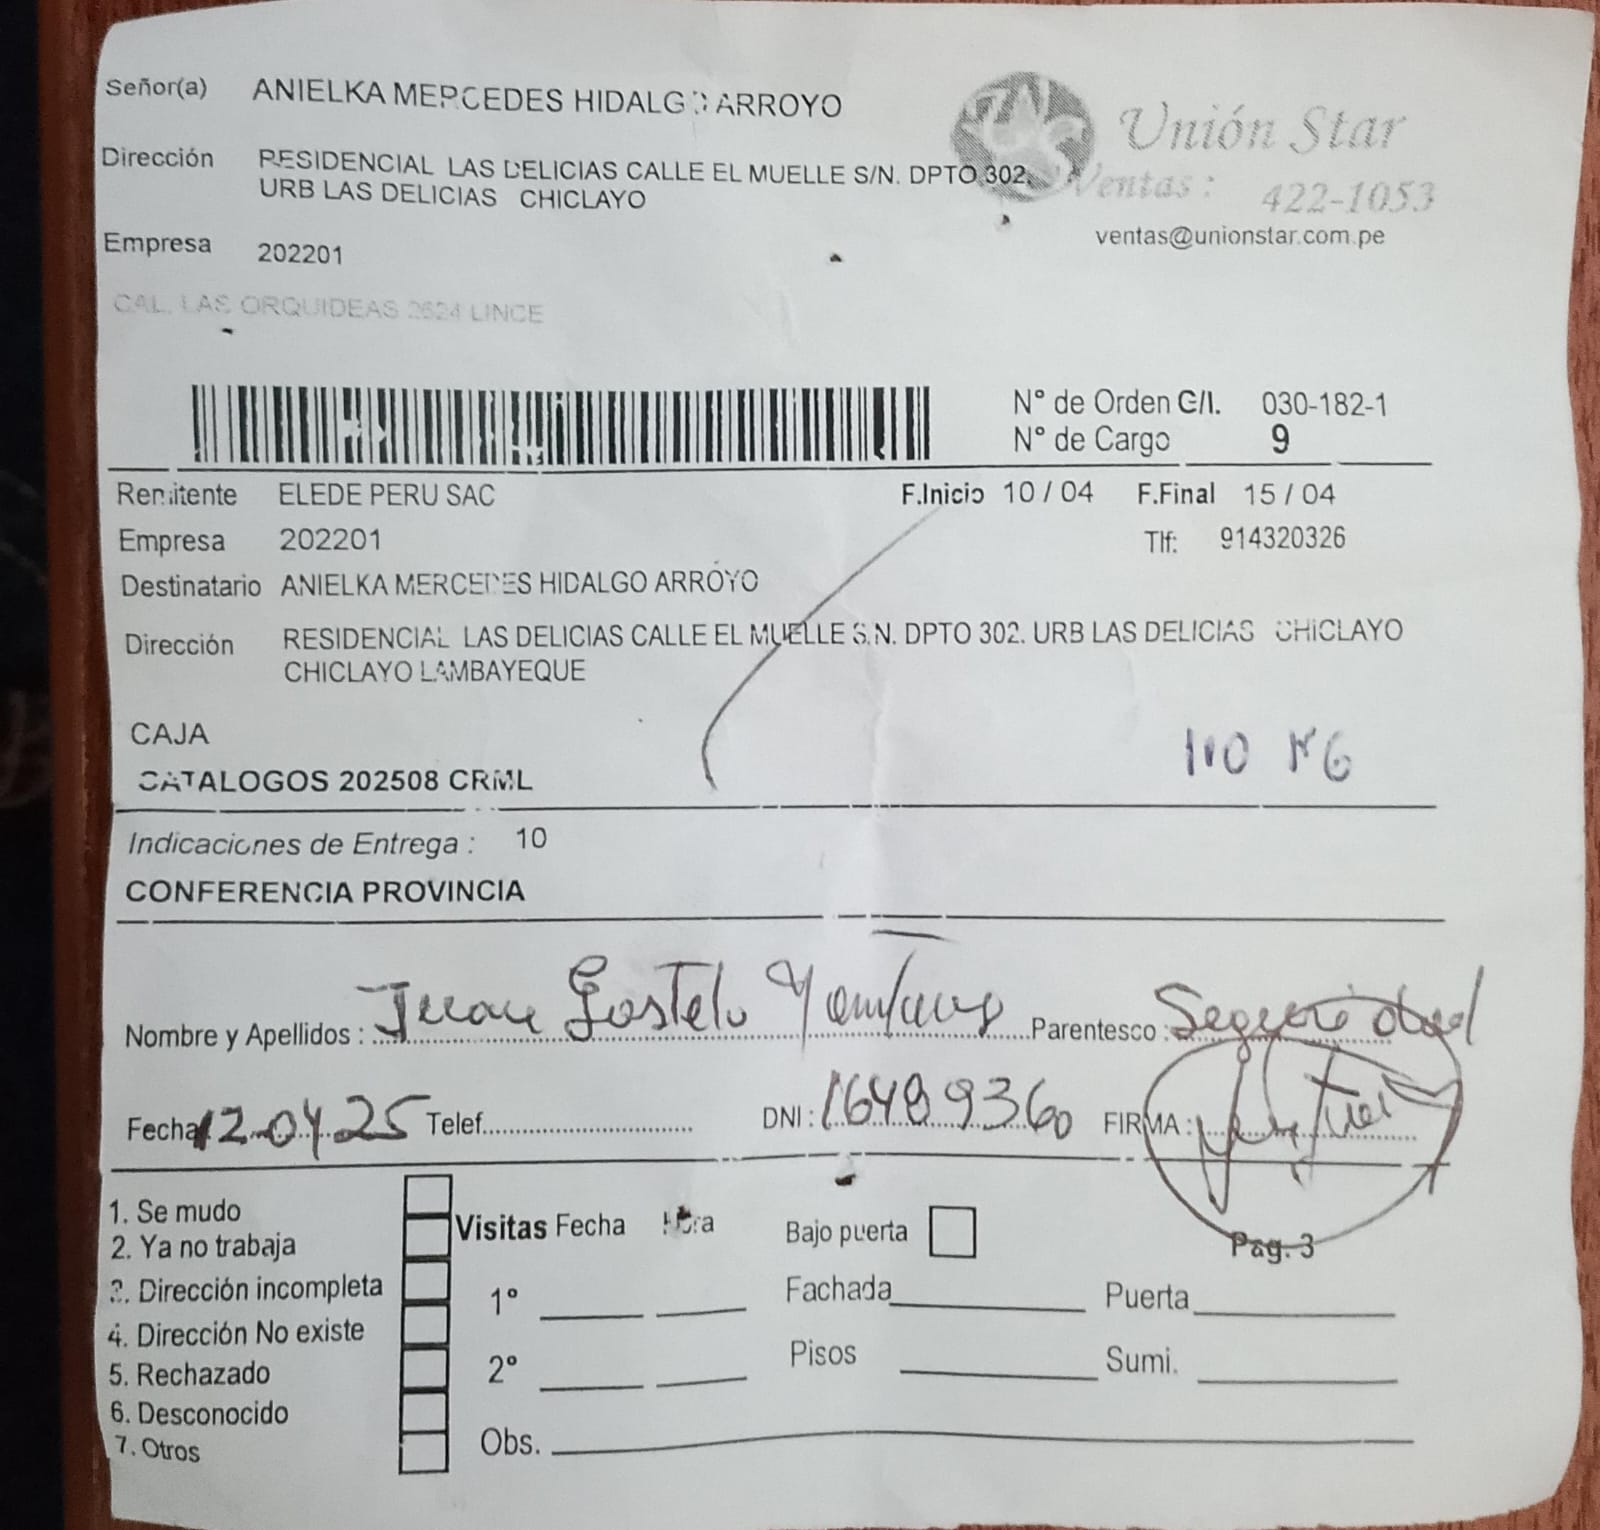 Señor(a) ANIELKA MERCEDES HIDALGO ARROYO
Unión Star
Dirección RESIDENCIAL LAS DELICIAS CALLE EL MUELLE S/N. DPTO 302.
URB LAS DELICIAS CHICLAYO
Ventas : 422-1053
ventas@unionstar.com.pe
Empresa 202201
CAL. LAS ORQUIDEAS 2624 LINCE
N° de Orden G/I. 030-182-1
N° de Cargo 9
Remitente ELEDE PERU SAC F.Inicio 10 / 04 F.Final 15 / 04
Empresa 202201 Tlf: 914320326
Destinatario ANIELKA MERCEDES HIDALGO ARROYO
Dirección RESIDENCIAL LAS DELICIAS CALLE EL MUELLE S.N. DPTO 302. URB LAS DELICIAS CHICLAYO
CHICLAYO LAMBAYEQUE
CAJA
CATALOGOS 202508 CRML
Indicaciones de Entrega : 10
CONFERENCIA PROVINCIA
Nombre y Apellidos : Juan Parentesco : Seguridad
Fecha 12.04.25 Telef. DNI : 16489360 FIRMA :
1. Se mudo
2. Ya no trabaja
3. Dirección incompleta
4. Dirección No existe
5. Rechazado
6. Desconocido
7. Otros
Visitas Fecha Hora
1°
2°
Obs.
Bajo puerta
Fachada Puerta
Pisos Sumi.
Pag. 3